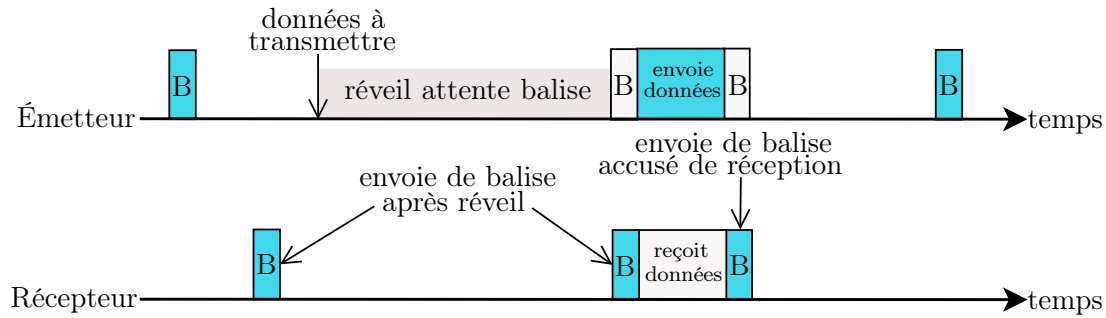 données à
transmettre
B
réveil attente balise
B
envoie
données
B
B
Émetteur
temps
envoie de balise
accusé de réception
envoie de balise
après réveil
B
B
reçoit
données
B
Récepteur
temps